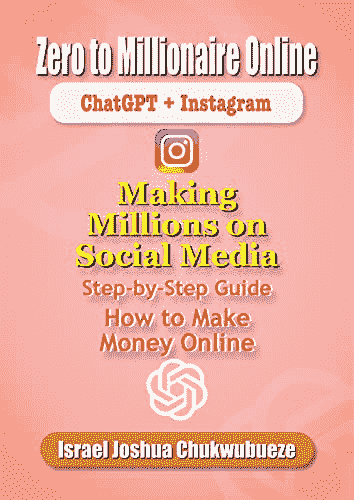 Zero to Millionaire Online
ChatGPT + Instagram
Making
Millions on
Social Media
Step-by-Step Guide
How to Make
Money Online
Israel Joshua Chukwubueze